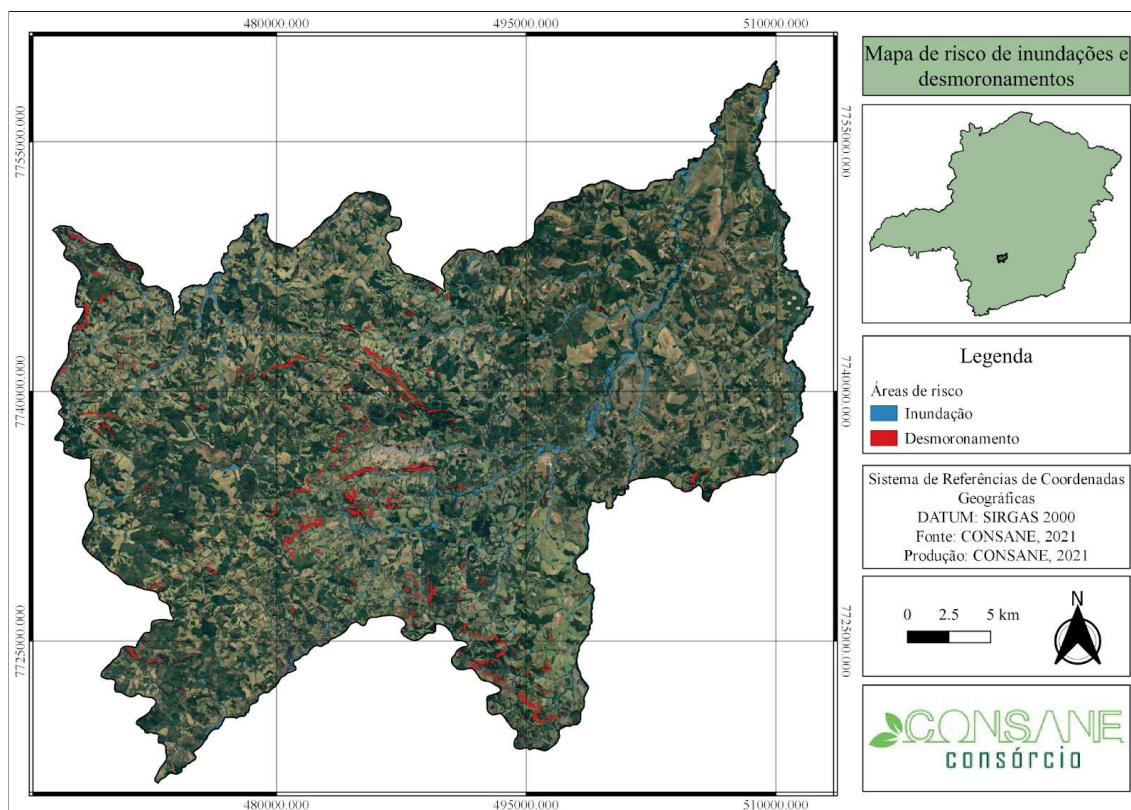 480000.000
495000.000
510000.000
7755000.000
7755000.000
7740000.000
7740000.000
7725000.000
7725000.000
480000.000
495000.000
510000.000
Mapa de risco de inundações e
desmoronamentos
Legenda
Áreas de risco
Inundação
Desmoronamento
Sistema de Referências de Coordenadas
Geográficas
DATUM: SIRGAS 2000
Fonte: CONSANE, 2021
Produção: CONSANE, 2021
0 2.5 5 km
N
CONSANE
consórcio